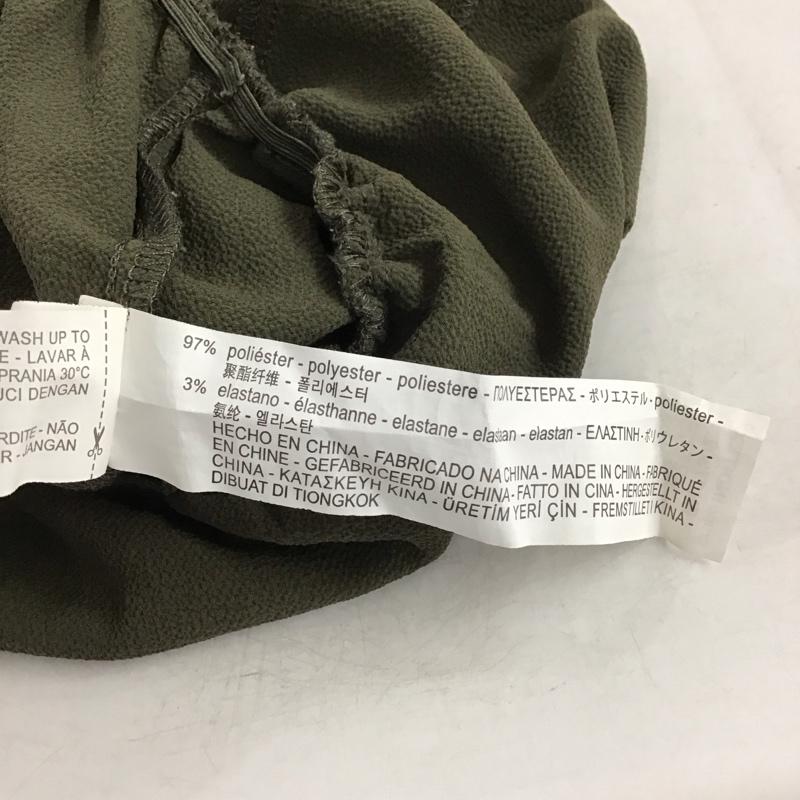 WASH UP TO
E - LAVAR À
PRANIA 30°C
UCI DENGAN
RDITE - NÃO
R - JANGAN
97% poliéster - polyester - poliestere - ΠΟΛΥΕΣΤΕΡΑΣ - ポリエステル - poliester -
聚酯纤维 - 폴리에스터
3% elastano - élasthanne - elastane - elastan - elastan - ΕΛΑΣΤΙΝΗ - ポリウレタン -
氨纶 - 엘라스탄
HECHO EN CHINA - FABRICADO NA CHINA - MADE IN CHINA - FABRIQUÉ
EN CHINE - GEFABRICEERD IN CHINA - FATTO IN CINA - HERGESTELLT IN
CHINA - ΚΑΤΑΣΚΕΥΗ ΚΙΝΑ - ÜRETİM YERİ ÇİN - FREMSTILLET I KINA -
DIBUAT DI TIONGKOK